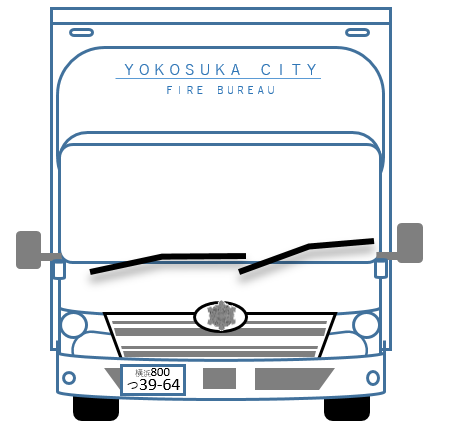 YOKOSUKA CITY
FIRE BUREAU
横浜800
つ39-64